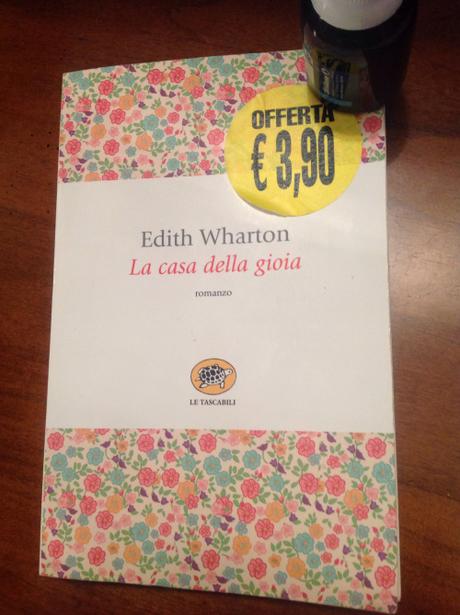 OFFERTA
€ 3,90
Edith Wharton
La casa della gioia
romanzo
LE TASCABILI